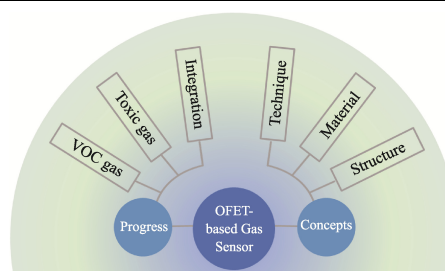 VOC gas
Toxic gas
Integration
Technique
Material
Structure
Progress
OFET-
based Gas
Sensor
Concepts